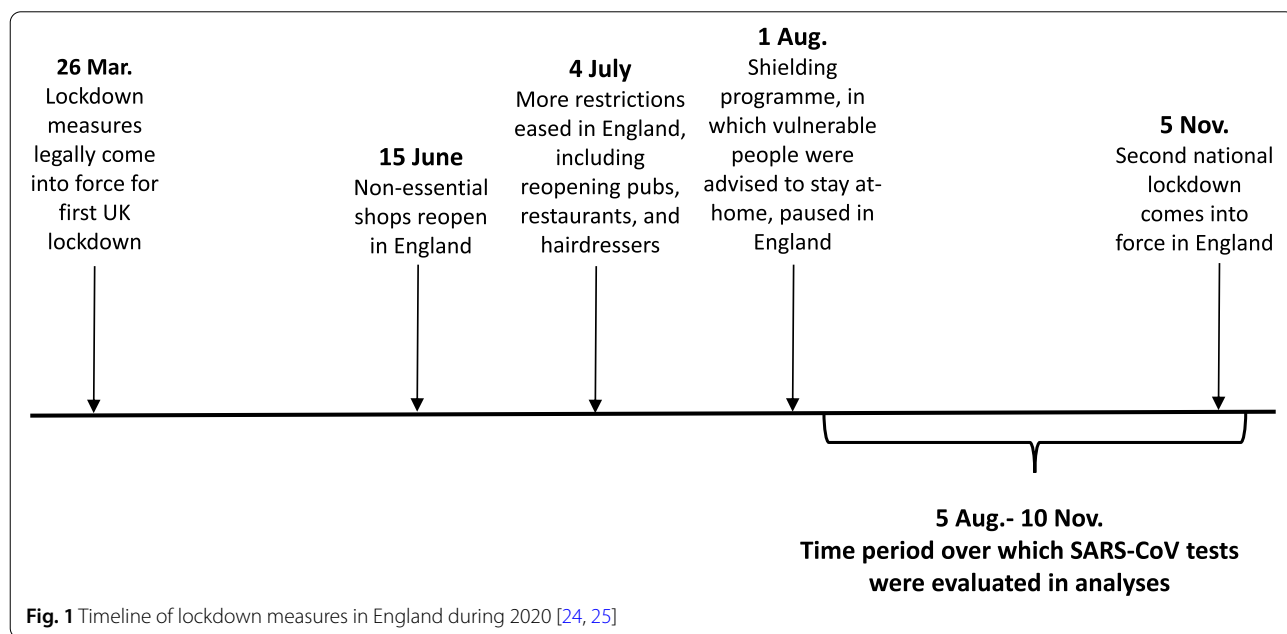 26 Mar.
Lockdown
measures
legally come
into force for
first UK
lockdown
15 June
Non-essential
shops reopen
in England
4 July
More restrictions
eased in England,
including
reopening pubs,
restaurants, and
hairdressers
1 Aug.
Shielding
programme, in
which vulnerable
people were
advised to stay at-
home, paused in
England
5 Nov.
Second national
lockdown
comes into
force in England
5 Aug.- 10 Nov.
Time period over which SARS-CoV tests
were evaluated in analyses
Fig. 1 Timeline of lockdown measures in England during 2020 [24, 25]